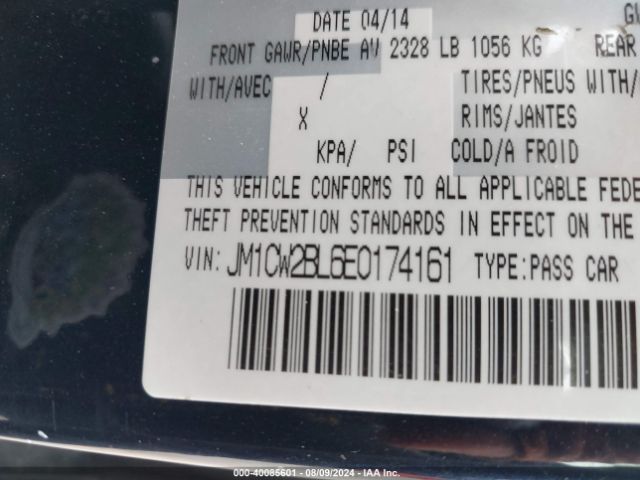 DATE 04/14
GV
FRONT GAWR/PNBE AV 2328 LB 1056 KG REAR
WITH/AVEC / TIRES/PNEUS WITH/
X RIMS/JANTES
KPA/ PSI COLD/A FROID
THIS VEHICLE CONFORMS TO ALL APPLICABLE FEDE
THEFT PREVENTION STANDARDS IN EFFECT ON THE
VIN: JM1CW2BL6E0174161 TYPE:PASS CAR
000-40085601 - 08/09/2024 - IAA Inc.